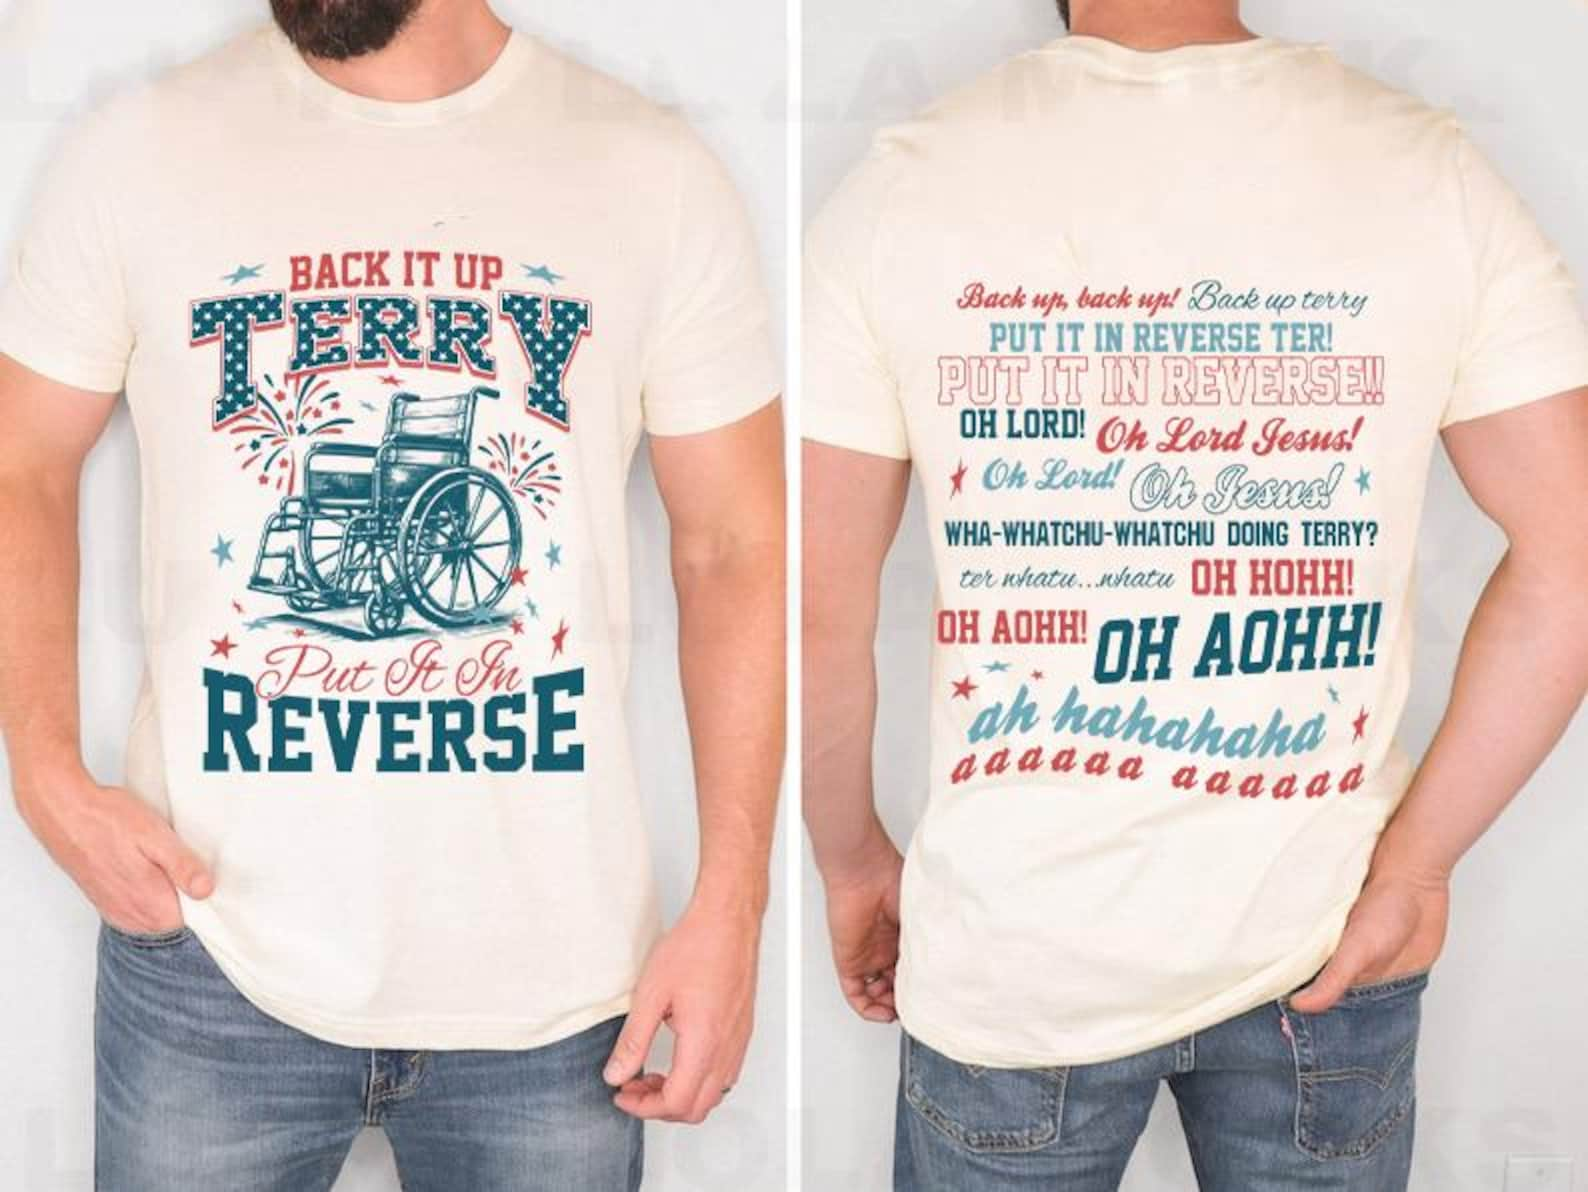 BACK IT UP
TERRY
Put It In
REVERSE
Back up, back up! Back up terry
PUT IT IN REVERSE TER!
PUT IT IN REVERSE!!
OH LORD! Oh Lord Jesus!
Oh Lord! Oh Jesus!
WHA-WHATCHU-WHATCHU DOING TERRY?
ter whatu...whatu OH HOHH!
OH AOHH! OH AOHH!
ah hahahahaha
aaaaaa aaaaaa